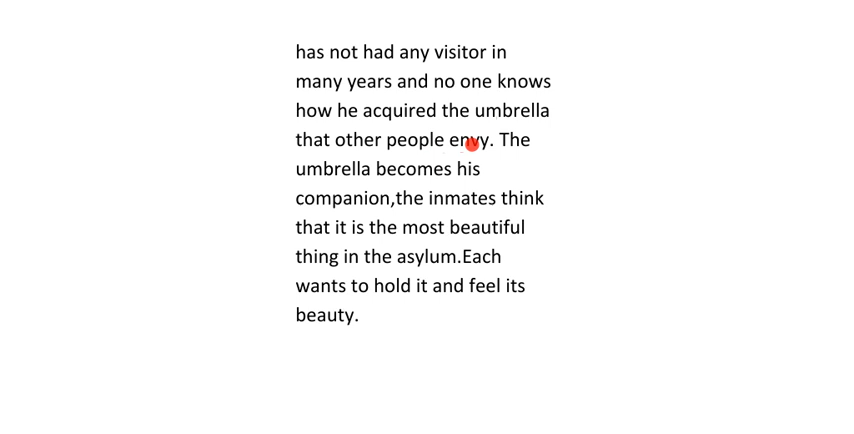 has not had any visitor in
many years and no one knows
how he acquired the umbrella
that other people envy. The
umbrella becomes his
companion,the inmates think
that it is the most beautiful
thing in the asylum.Each
wants to hold it and feel its
beauty.